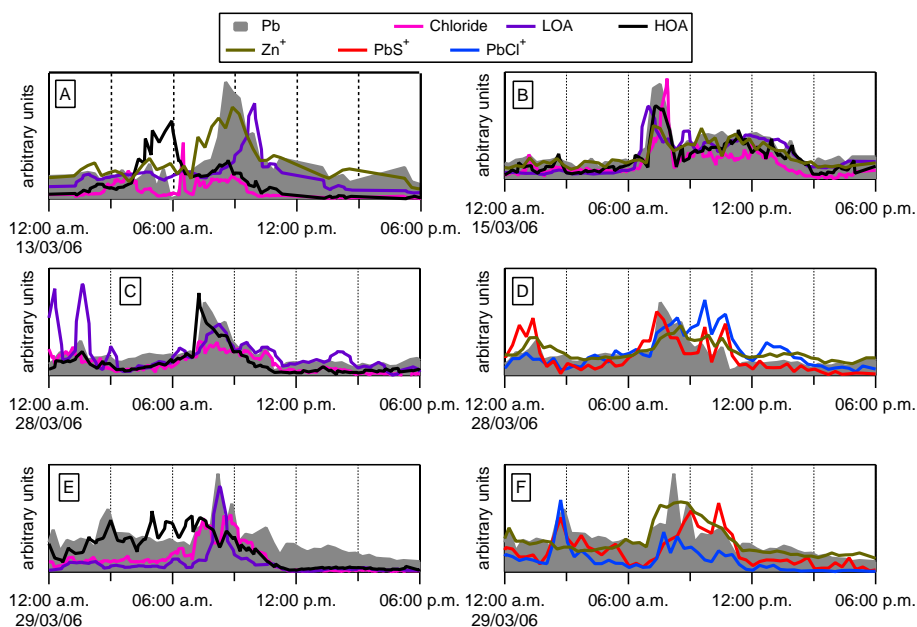 Pb Chloride LOA HOA
Zn+ PbS+ PbCl+
arbitrary units
A
12:00 a.m. 06:00 a.m. 12:00 p.m. 06:00 p.m.
13/03/06
arbitrary units
B
12:00 a.m. 06:00 a.m. 12:00 p.m. 06:00 p.m.
15/03/06
arbitrary units
C
12:00 a.m. 06:00 a.m. 12:00 p.m. 06:00 p.m.
28/03/06
arbitrary units
D
12:00 a.m. 06:00 a.m. 12:00 p.m. 06:00 p.m.
28/03/06
arbitrary units
E
12:00 a.m. 06:00 a.m. 12:00 p.m. 06:00 p.m.
29/03/06
arbitrary units
F
12:00 a.m. 06:00 a.m. 12:00 p.m. 06:00 p.m.
29/03/06